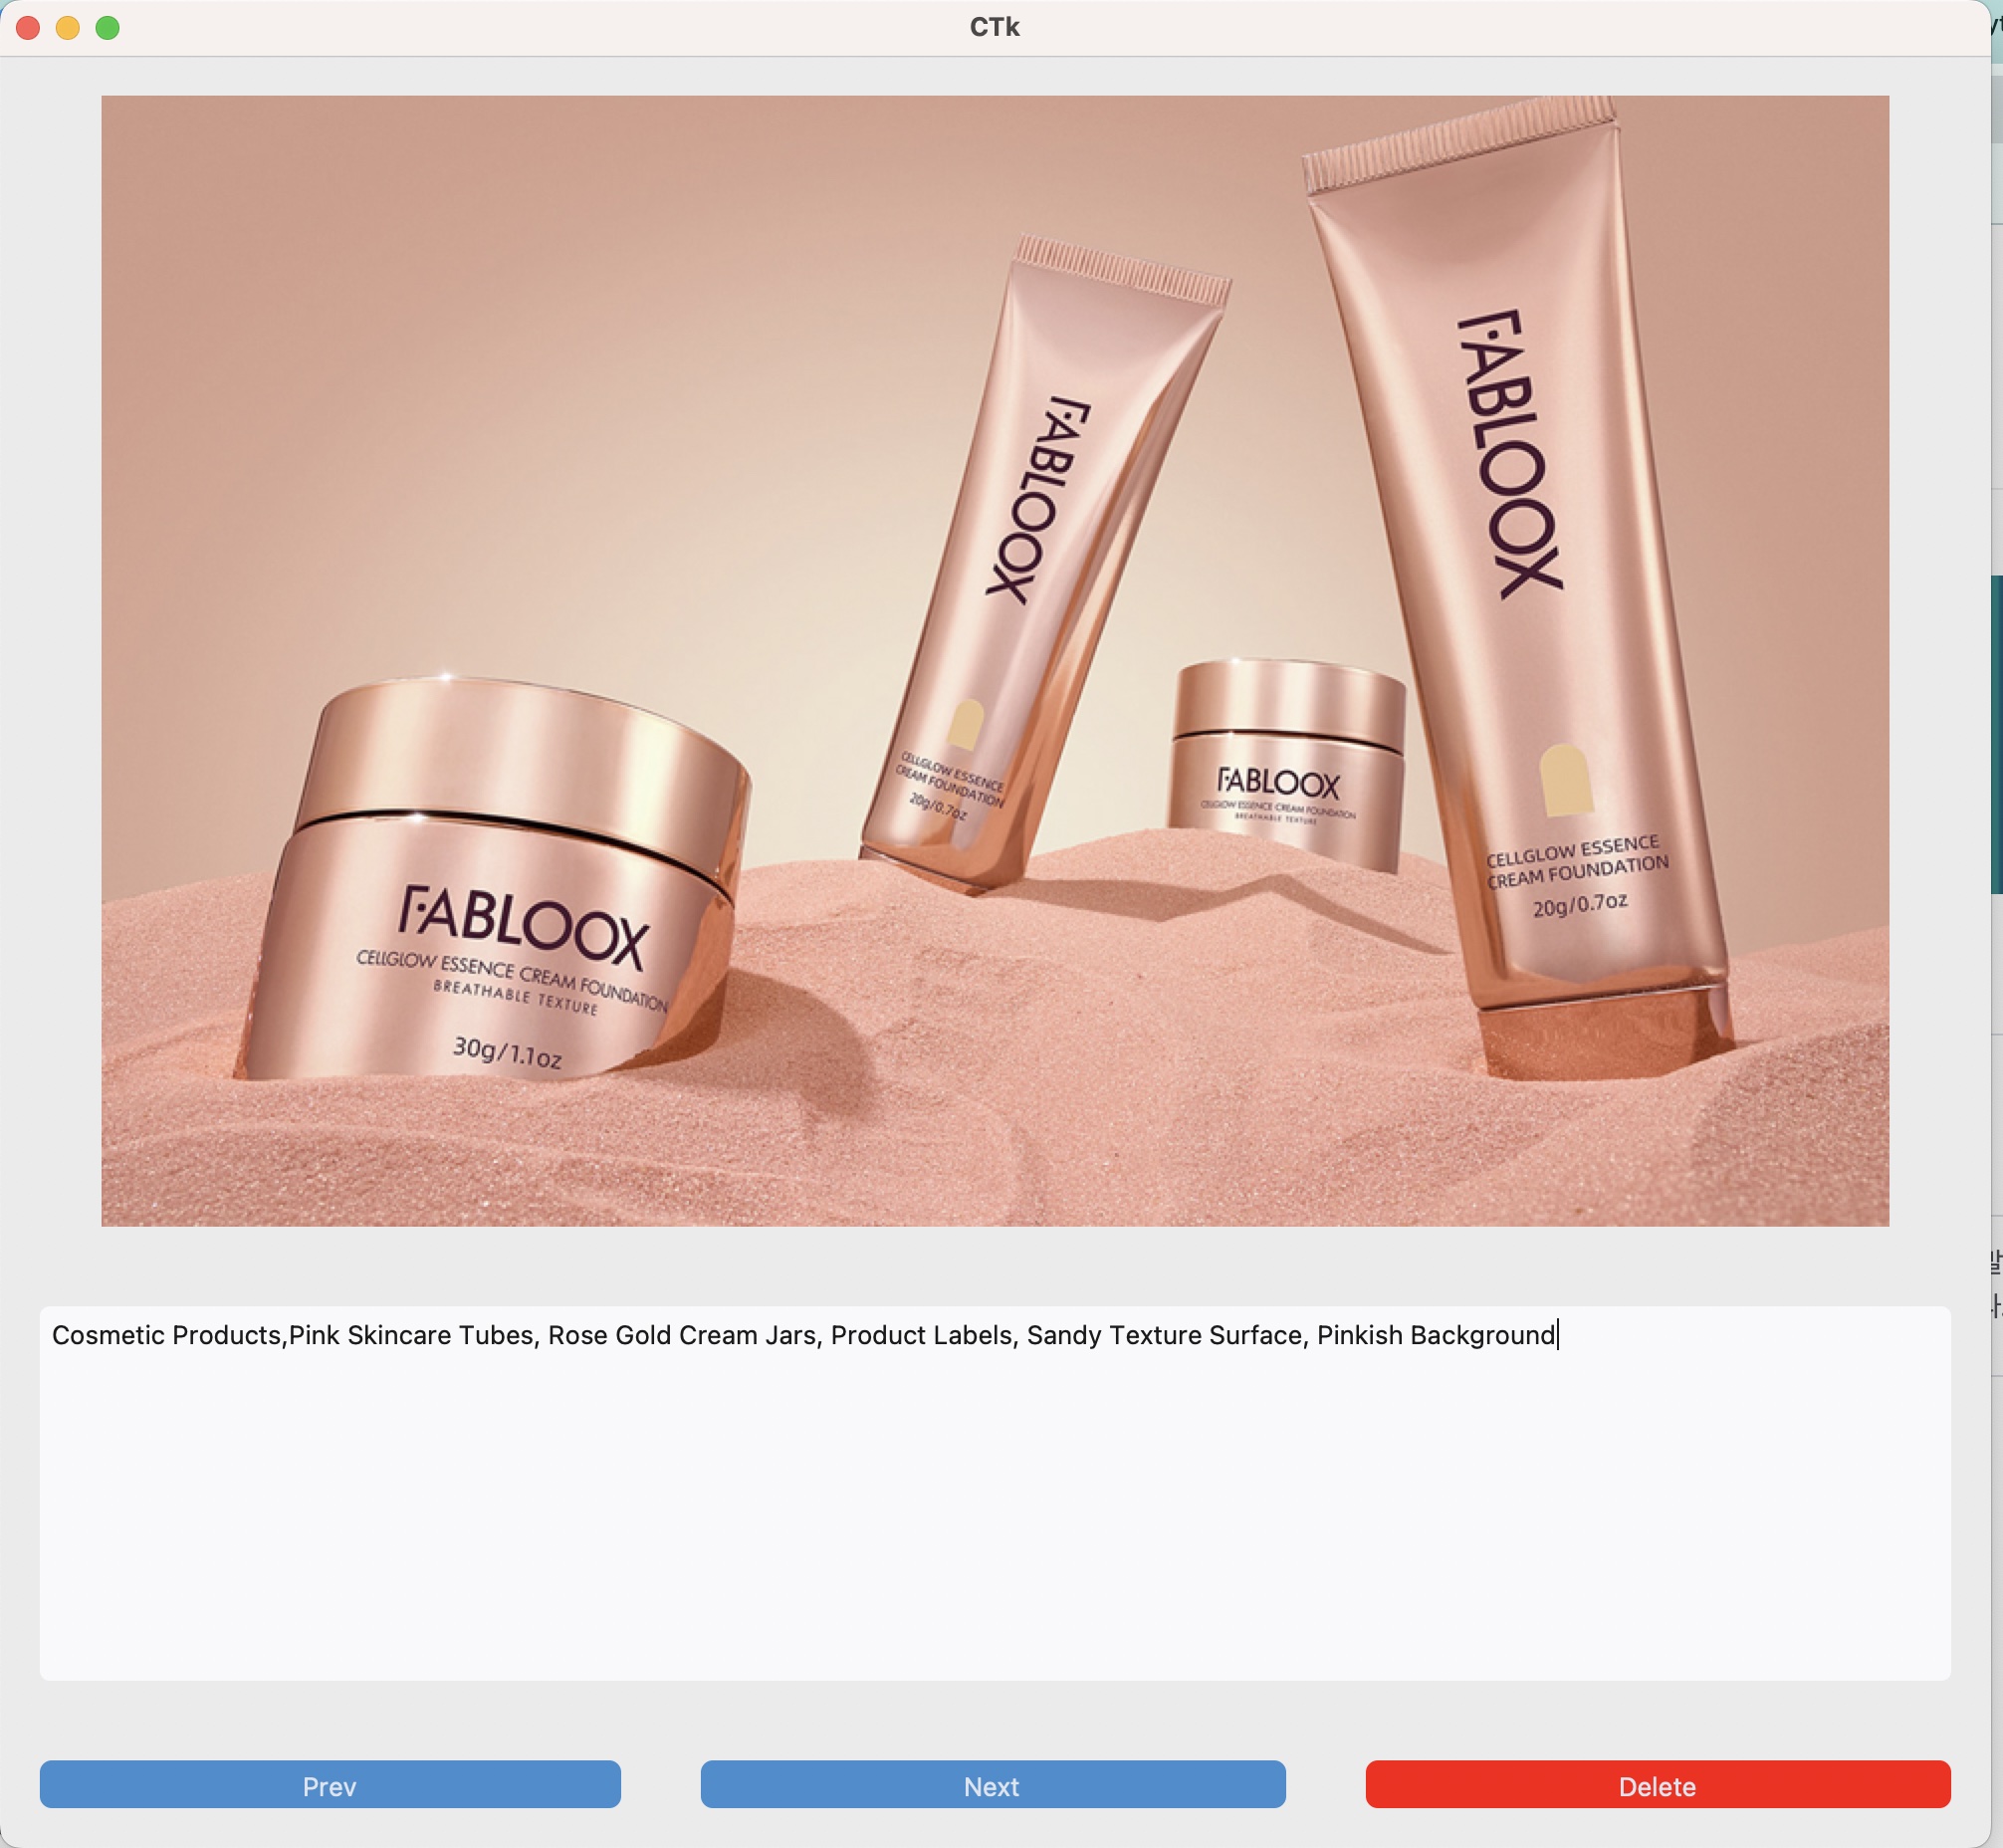 CTk
FABLOOX
CELLGLOW ESSENCE
CREAM FOUNDATION
20g/0.7oz
FABLOOX
CELLGLOW ESSENCE
CREAM FOUNDATION
20g/0.7oz
FABLOOX
CELLGLOW ESSENCE CREAM FOUNDATION
BREATHABLE TEXTURE
FABLOOX
CELLGLOW ESSENCE CREAM FOUNDATION
BREATHABLE TEXTURE
30g/1.1oz
Cosmetic Products,Pink Skincare Tubes, Rose Gold Cream Jars, Product Labels, Sandy Texture Surface, Pinkish Background
Prev
Next
Delete